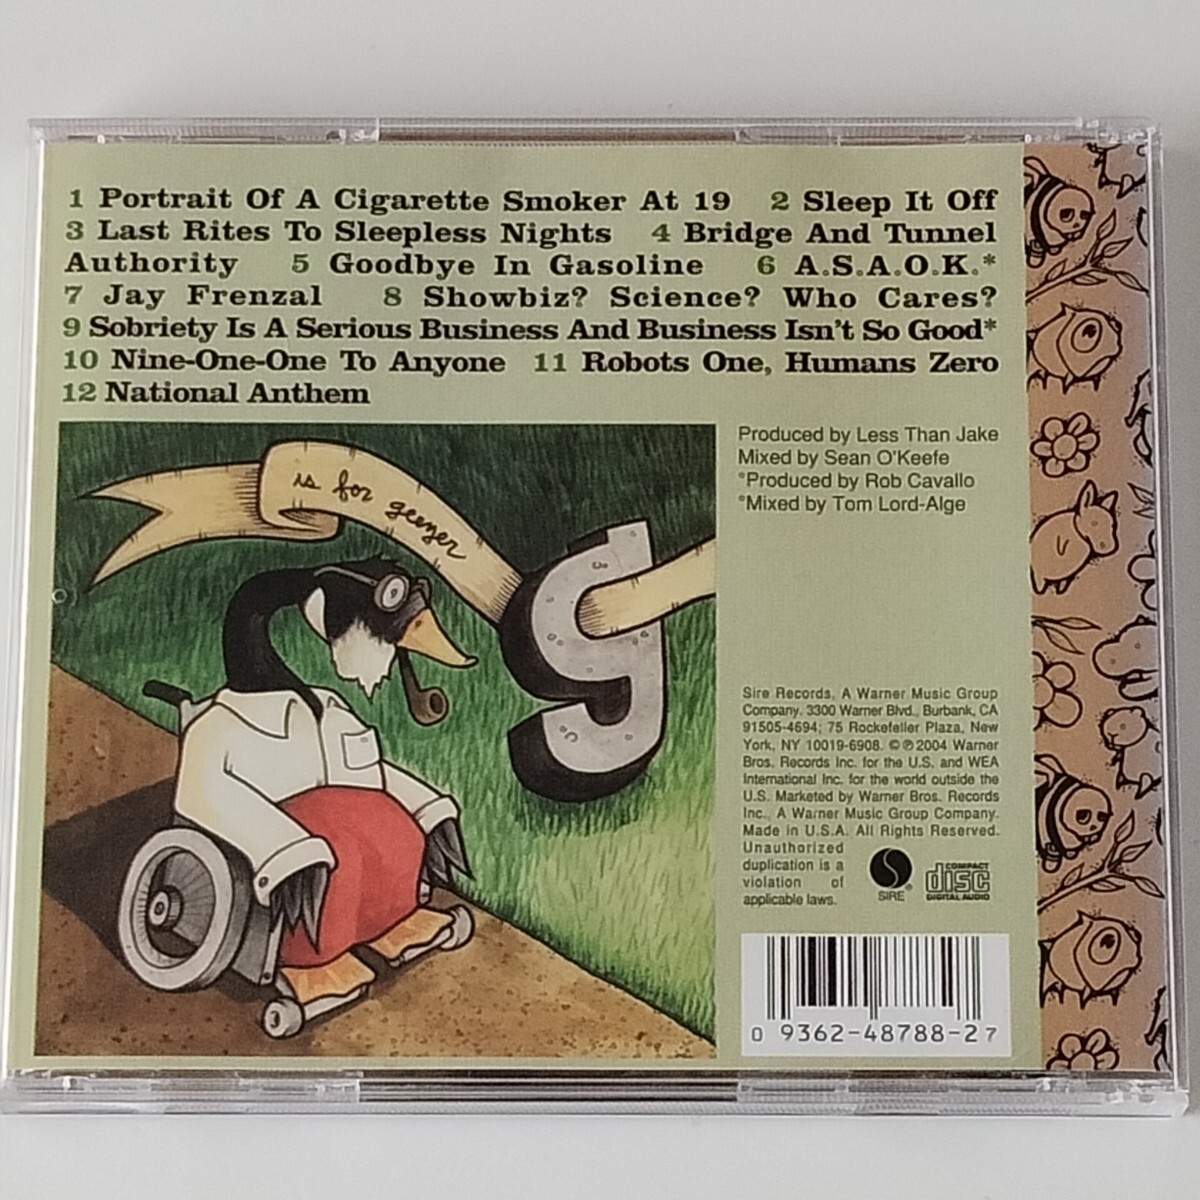 1 Portrait Of A Cigarette Smoker At 19 2 Sleep It Off
3 Last Rites To Sleepless Nights 4 Bridge And Tunnel
Authority 5 Goodbye In Gasoline 6 A.S.A.O.K.*
7 Jay Frenzal 8 Showbiz? Science? Who Cares?
9 Sobriety Is A Serious Business And Business Isn't So Good*
10 Nine-One-One To Anyone 11 Robots One, Humans Zero
12 National Anthem
is for geezer
g
Produced by Less Than Jake
Mixed by Sean O'Keefe
*Produced by Rob Cavallo
*Mixed by Tom Lord-Alge
Sire Records, A Warner Music Group
Company. 3300 Warner Blvd., Burbank, CA
91505-4694; 75 Rockefeller Plaza, New
York, NY 10019-6908. © ℗ 2004 Warner
Bros. Records Inc. for the U.S. and WEA
International Inc. for the world outside the
U.S. Marketed by Warner Bros. Records
Inc., A Warner Music Group Company.
Made in U.S.A. All Rights Reserved.
Unauthorized
duplication is a
violation of
applicable laws.
SIRE®
COMPACT
disc
DIGITAL AUDIO
0 9362-48788-2 7